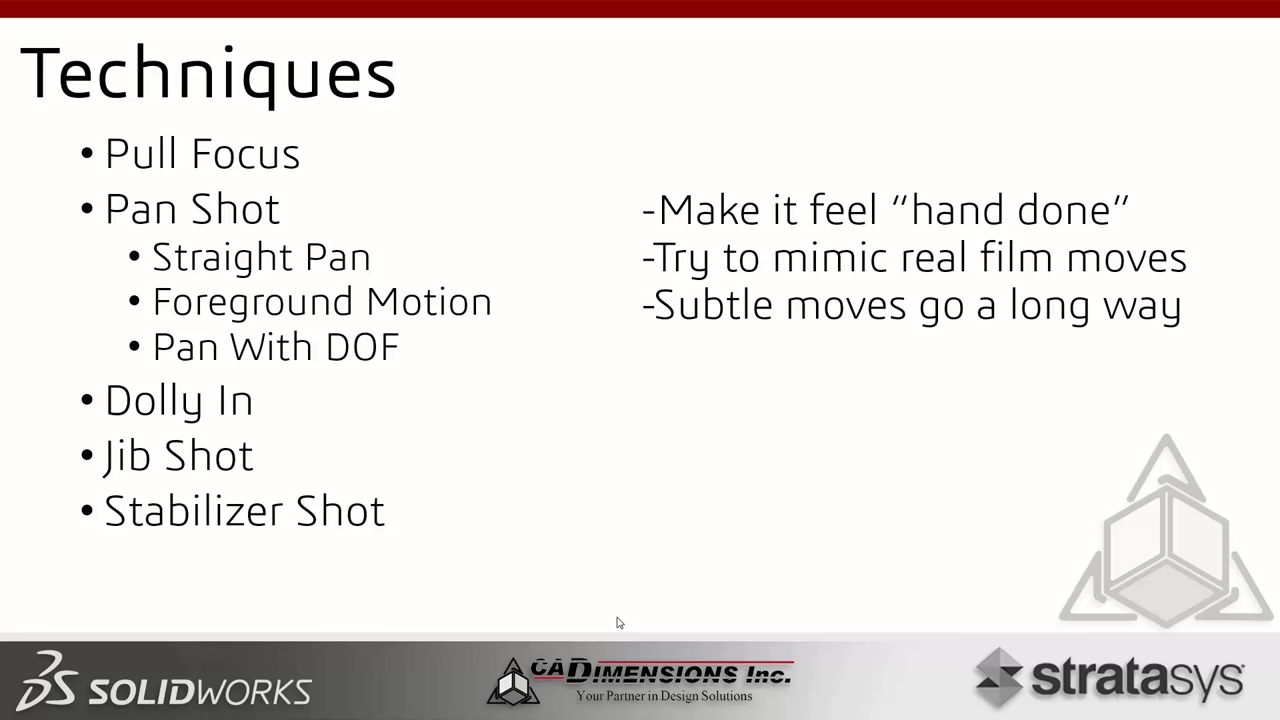 Techniques
• Pull Focus
• Pan Shot
• Straight Pan
• Foreground Motion
• Pan With DOF
• Dolly In
• Jib Shot
• Stabilizer Shot
-Make it feel “hand done”
-Try to mimic real film moves
-Subtle moves go a long way
3DS SOLIDWORKS
CADIMENSIONS Inc.
Your Partner in Design Solutions
stratasys